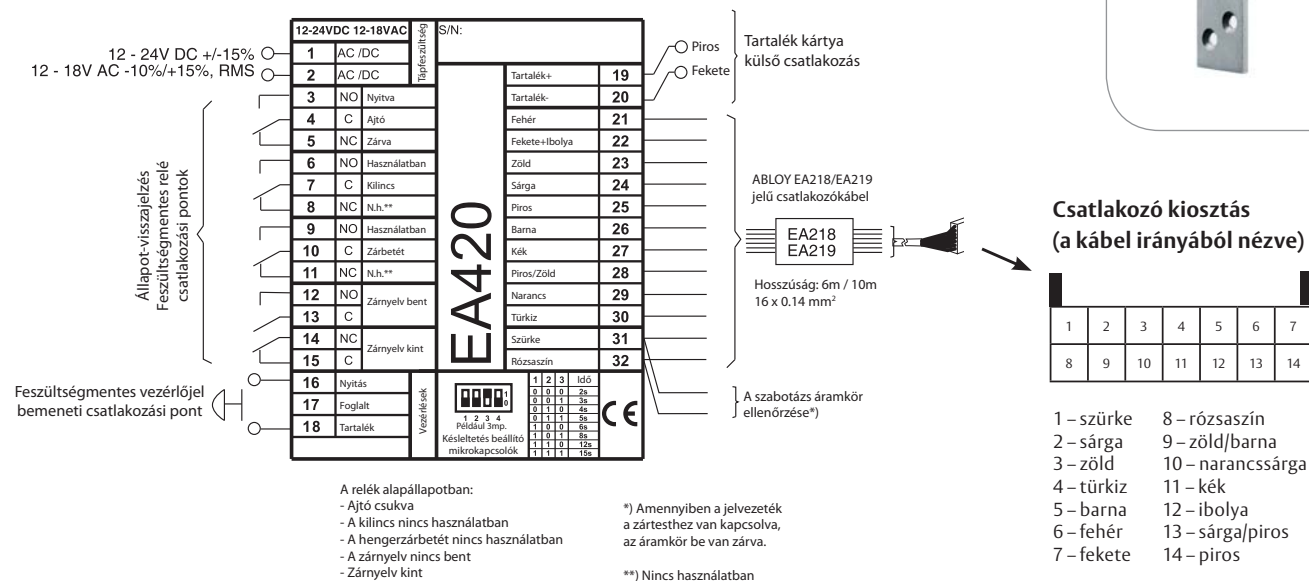 12-24VDC 12-18VAC
Tápfeszültség
S/N:
12 - 24V DC +/-15%
12 - 18V AC -10%/+15%, RMS
1 AC /DC
2 AC /DC
3 NO Nyitva
4 C Ajtó
5 NC Zárva
6 NO Használatban
7 C Kilincs
8 NC N.h.**
9 NO Használatban
10 C Zárbetét
11 NC N.h.**
12 NO Zárnyelv bent
13 C
14 NC Zárnyelv kint
15 C
16 Nyitás
17 Foglalt
18 Tartalék
Vezérlések
Állapot-visszajelzés
Feszültségmentes relé
csatlakozási pontok
Feszültségmentes vezérlőjel
bemeneti csatlakozási pont
EA420
Tartalék+ 19
Tartalék- 20
Fehér 21
Fekete+Ibolya 22
Zöld 23
Sárga 24
Piros 25
Barna 26
Kék 27
Piros/Zöld 28
Narancs 29
Türkiz 30
Szürke 31
Rózsaszín 32
1
0
1 2 3 4
Például 3mp.
Késleltetés beállító
mikrokapcsolók
1 2 3 Idő
0 0 0 2s
0 0 1 3s
0 1 0 4s
0 1 1 5s
1 0 0 6s
1 0 1 8s
1 1 0 12s
1 1 1 15s
CE
Piros
Fekete
Tartalék kártya
külső csatlakozás
ABLOY EA218/EA219
jelű csatlakozókábel
EA218
EA219
Hosszúság: 6m / 10m
16 x 0.14 mm²
A szabotázs áramkör
ellenőrzése*)
A relék alapállapotban:
- Ajtó csukva
- A kilincs nincs használatban
- A hengerzárbetét nincs használatban
- A zárnyelv nincs bent
- Zárnyelv kint
*) Amennyiben a jelvezeték
a zártesthez van kapcsolva,
az áramkör be van zárva.
**) Nincs használatban
Csatlakozó kiosztás
(a kábel irányából nézve)
1 2 3 4 5 6 7
8 9 10 11 12 13 14
1 – szürke 8 – rózsaszín
2 – sárga 9 – zöld/barna
3 – zöld 10 – narancssárga
4 – türkiz 11 – kék
5 – barna 12 – ibolya
6 – fehér 13 – sárga/piros
7 – fekete 14 – piros